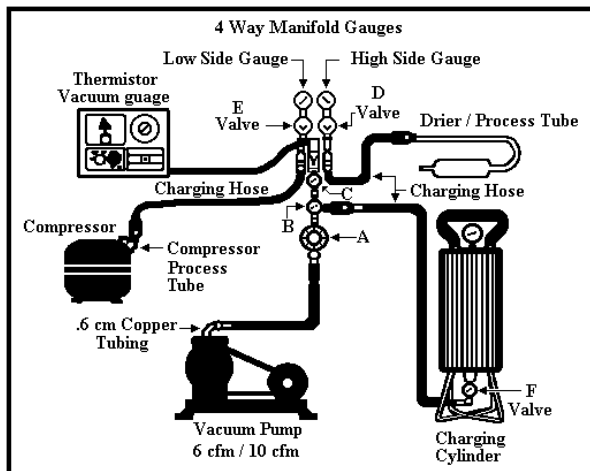 4 Way Manifold Gauges
Low Side Gauge
High Side Gauge
Thermistor
Vacuum guage
E
Valve
D
Valve
Drier / Process Tube
Charging Hose
C
Charging Hose
B
A
Compressor
Compressor
Process
Tube
.6 cm Copper
Tubing
F
Valve
Vacuum Pump
6 cfm / 10 cfm
Charging
Cylinder